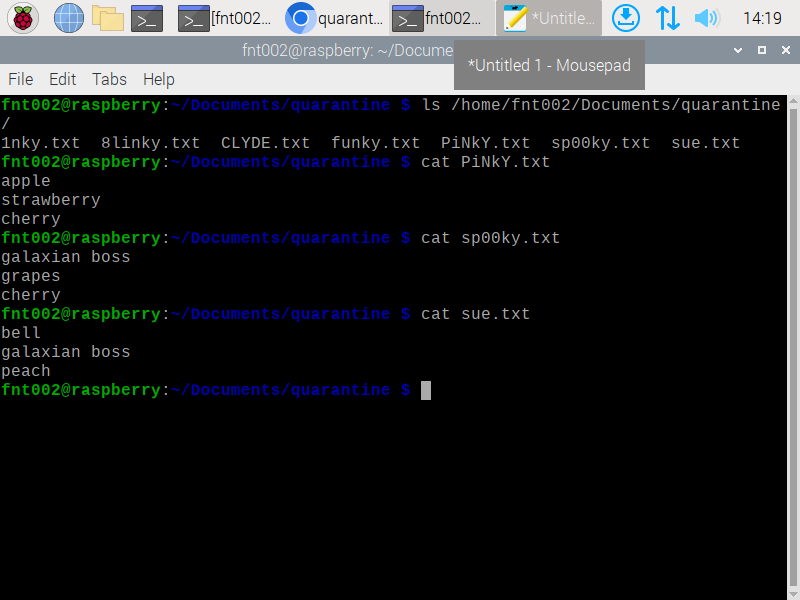 [fnt002... quarant... fnt002... *Untitle... 14:19
fnt002@raspberry: ~/Docume
*Untitled 1 - Mousepad
File Edit Tabs Help
fnt002@raspberry:~/Documents/quarantine $ ls /home/fnt002/Documents/quarantine
/
1nky.txt  8linky.txt  CLYDE.txt  funky.txt  PiNkY.txt  sp00ky.txt  sue.txt
fnt002@raspberry:~/Documents/quarantine $ cat PiNkY.txt
apple
strawberry
cherry
fnt002@raspberry:~/Documents/quarantine $ cat sp00ky.txt
galaxian boss
grapes
cherry
fnt002@raspberry:~/Documents/quarantine $ cat sue.txt
bell
galaxian boss
peach
fnt002@raspberry:~/Documents/quarantine $